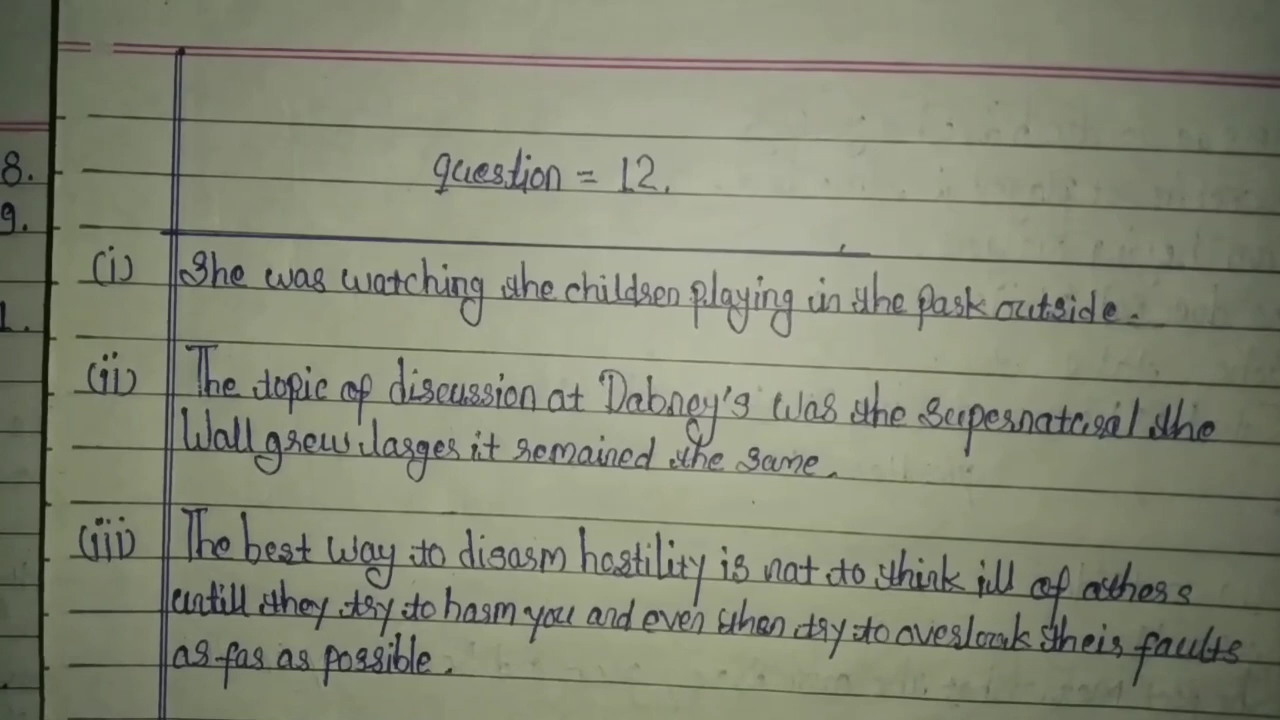 8.
9.
1.
question = 12.
(i) She was watching the children playing in the park outside.
(ii) The topic of discussion at Dabney's was the supernatural the
Wall grew larger it remained the same.
(iii) The best way to disarm hostility is not to think ill of others
untill they try to harm you and even then try to overlook their faults
as far as possible.